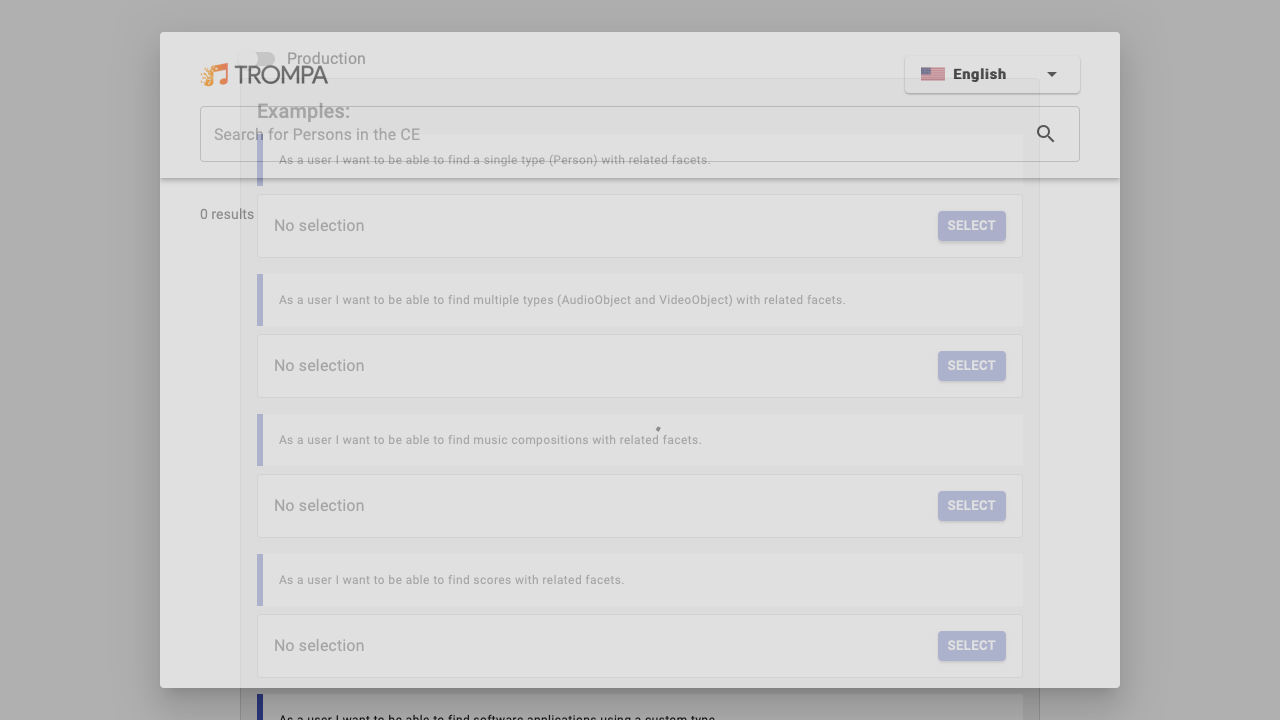 Production
TROMPA
English
Examples:
Search for Persons in the CE
As a user I want to be able to find a single type (Person) with related facets.
0 results
No selection
SELECT
As a user I want to be able to find multiple types (AudioObject and VideoObject) with related facets.
No selection
SELECT
As a user I want to be able to find music compositions with related facets.
No selection
SELECT
As a user I want to be able to find scores with related facets.
No selection
SELECT
As a user I want to be able to find software applications using a custom type.